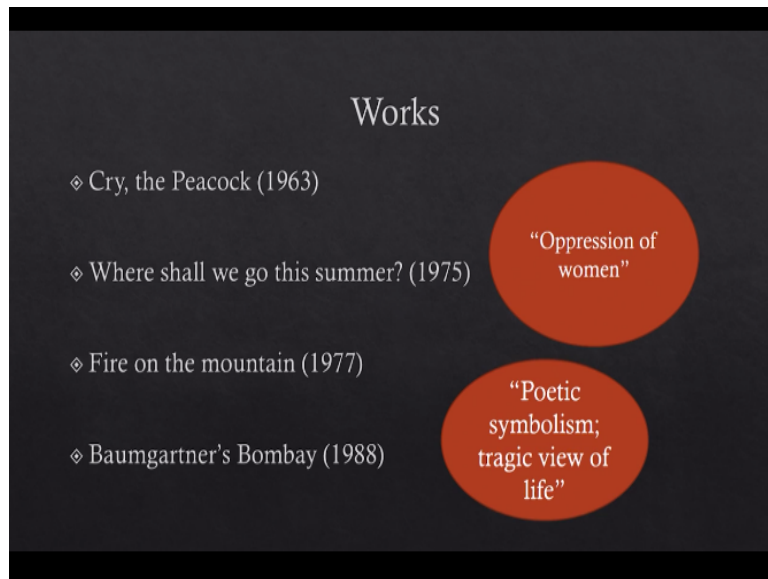 Works
Cry, the Peacock (1963)
“Oppression of
women”
Where shall we go this summer? (1975)
Fire on the mountain (1977)
“Poetic
symbolism;
tragic view of
life”
Baumgartner’s Bombay (1988)